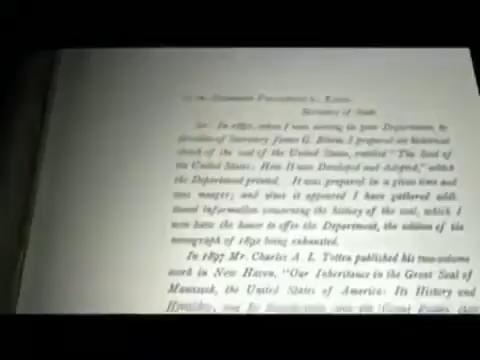 Secretary of State
Sir: In 1892, when I was serving in your Department, by
direction of Secretary James G. Blaine, I prepared an historical
sketch of the seal of the United States, entitled "The Seal of
the United States: How It was Developed and Adopted," which
the Department printed. It was prepared in a given time and
was meager; and since it appeared I have gathered addi-
tional information concerning the history of the seal, which I
now have the honor to offer the Department, the edition of the
monograph of 1892 being exhausted.
In 1897 Mr. Charles A. L. Totten published his two-volume
work in New Haven, "Our Inheritance in the Great Seal of
Manasseh, the United States of America: Its History and
Heraldry; and Its